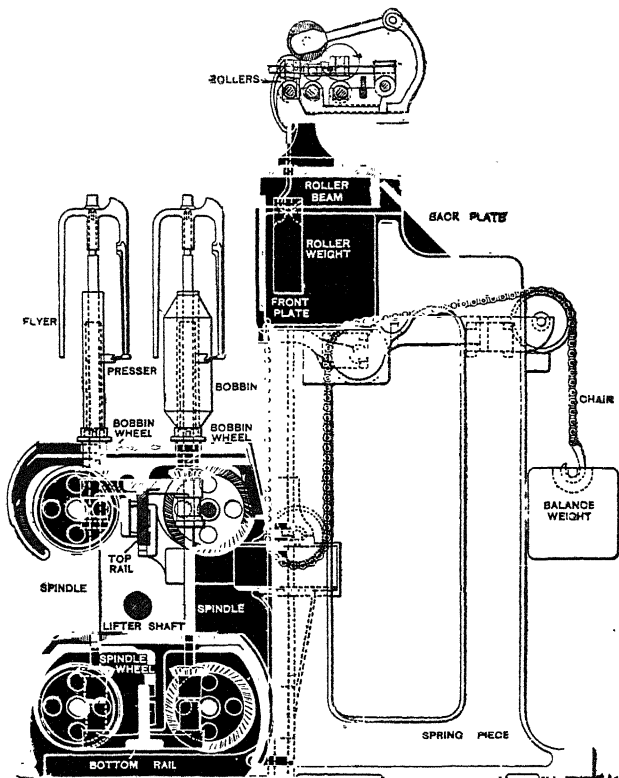 ROLLERS
ROLLER
BEAM
BACK PLATE
ROLLER
WEIGHT
FRONT
PLATE
FLYER
PRESSER
BOBBIN
CHAIR
BOBBIN
WHEEL
BOBBIN
WHEEL
BALANCE
WEIGHT
TOP
RAIL
SPINDLE
SPINDLE
LIFTER SHAFT
SPINDLE
WHEEL
SPRING PIECE
BOTTOM RAIL